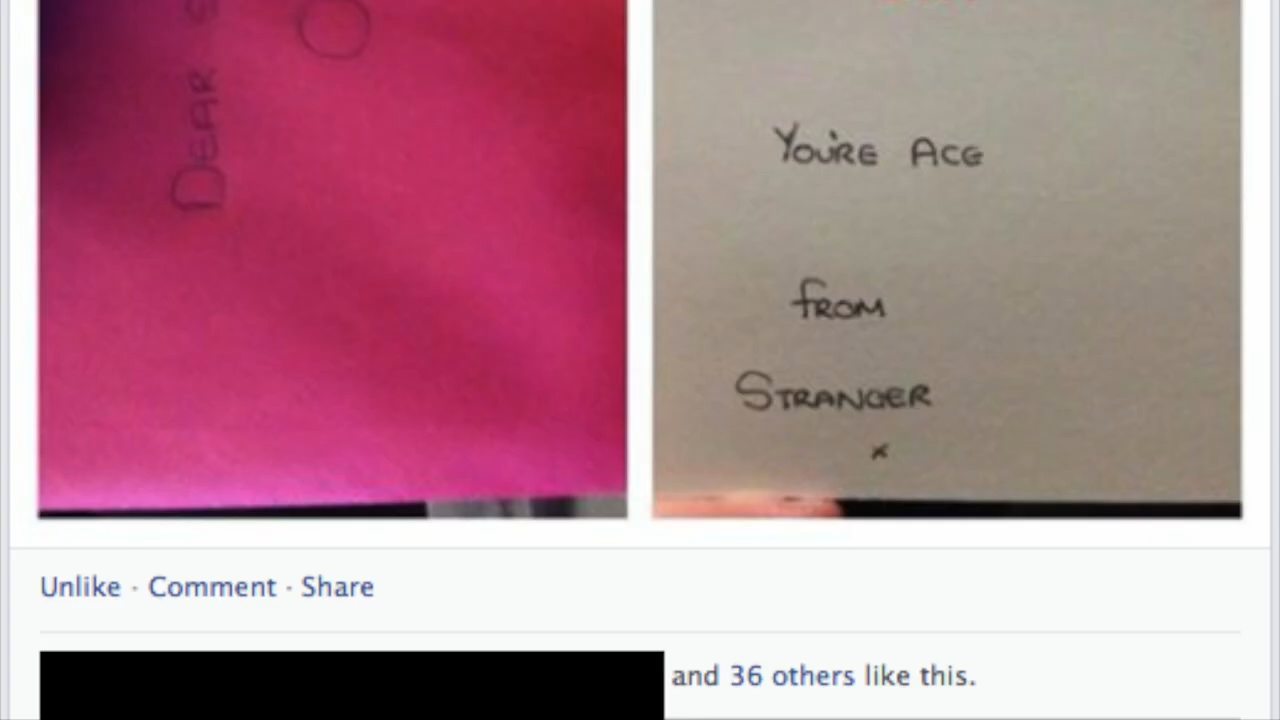 DEAR S
YOU'RE ACE
FROM
STRANGER
x
Unlike · Comment · Share
and 36 others like this.